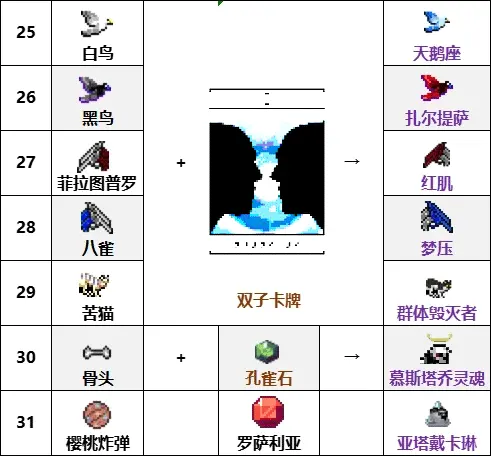 25
白鸟
天鹅座
26
黑鸟
扎尔提萨
27
菲拉图普罗
+
→
红肌
28
八雀
梦压
29
苦猫
双子卡牌
群体毁灭者
30
骨头
+
孔雀石
→
慕斯塔乔灵魂
31
樱桃炸弹
罗萨利亚
亚塔戴卡琳